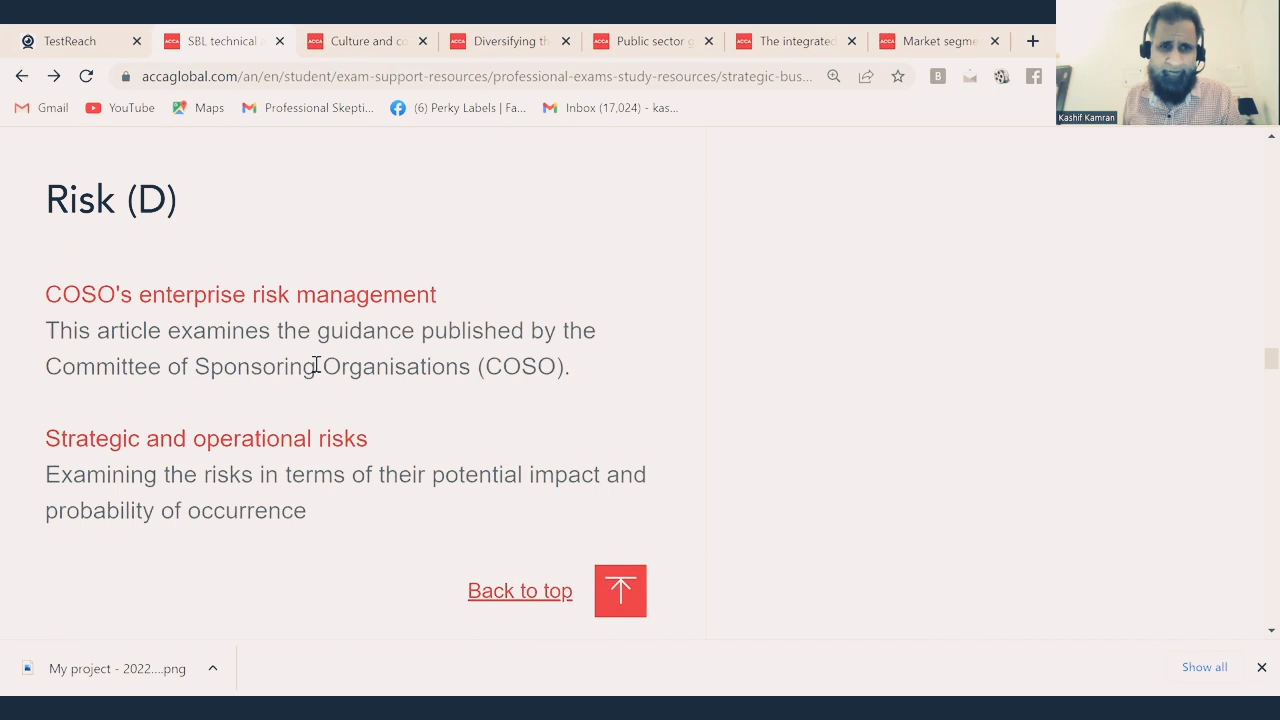 TestReach
SBL technical a
Culture and co
Diversifying th
Public sector g
The integrated
Market segme
accaglobal.com/an/en/student/exam-support-resources/professional-exams-study-resources/strategic-bus...
Gmail
YouTube
Maps
Professional Skepti...
(6) Perky Labels | Fa...
Inbox (17,024) - kas...
Kashif Kamran
Risk (D)
COSO's enterprise risk management
This article examines the guidance published by the
Committee of Sponsoring Organisations (COSO).
Strategic and operational risks
Examining the risks in terms of their potential impact and
probability of occurrence
Back to top
My project - 2022....png
Show all